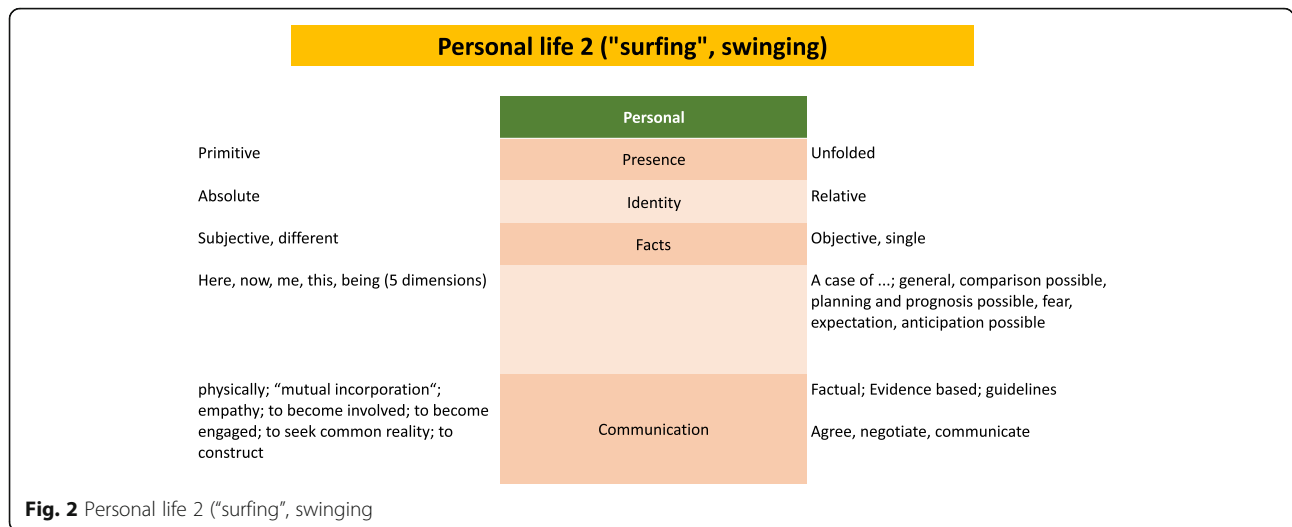 Personal life 2 ("surfing", swinging)
Personal
Primitive
Presence
Unfolded
Absolute
Identity
Relative
Subjective, different
Facts
Objective, single
Here, now, me, this, being (5 dimensions)
A case of ...; general, comparison possible,
planning and prognosis possible, fear,
expectation, anticipation possible
physically; “mutual incorporation“;
empathy; to become involved; to become
engaged; to seek common reality; to
construct
Communication
Factual; Evidence based; guidelines
Agree, negotiate, communicate
Fig. 2 Personal life 2 (“surfing”, swinging